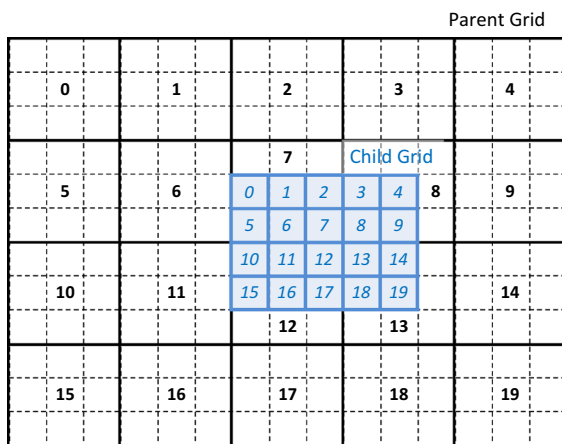 Parent Grid
0 1 2 3 4
7 Child Grid
5 6 0 1 2 3 4 8 9
5 6 7 8 9
10 11 12 13 14
10 11 15 16 17 18 19 14
12 13
15 16 17 18 19